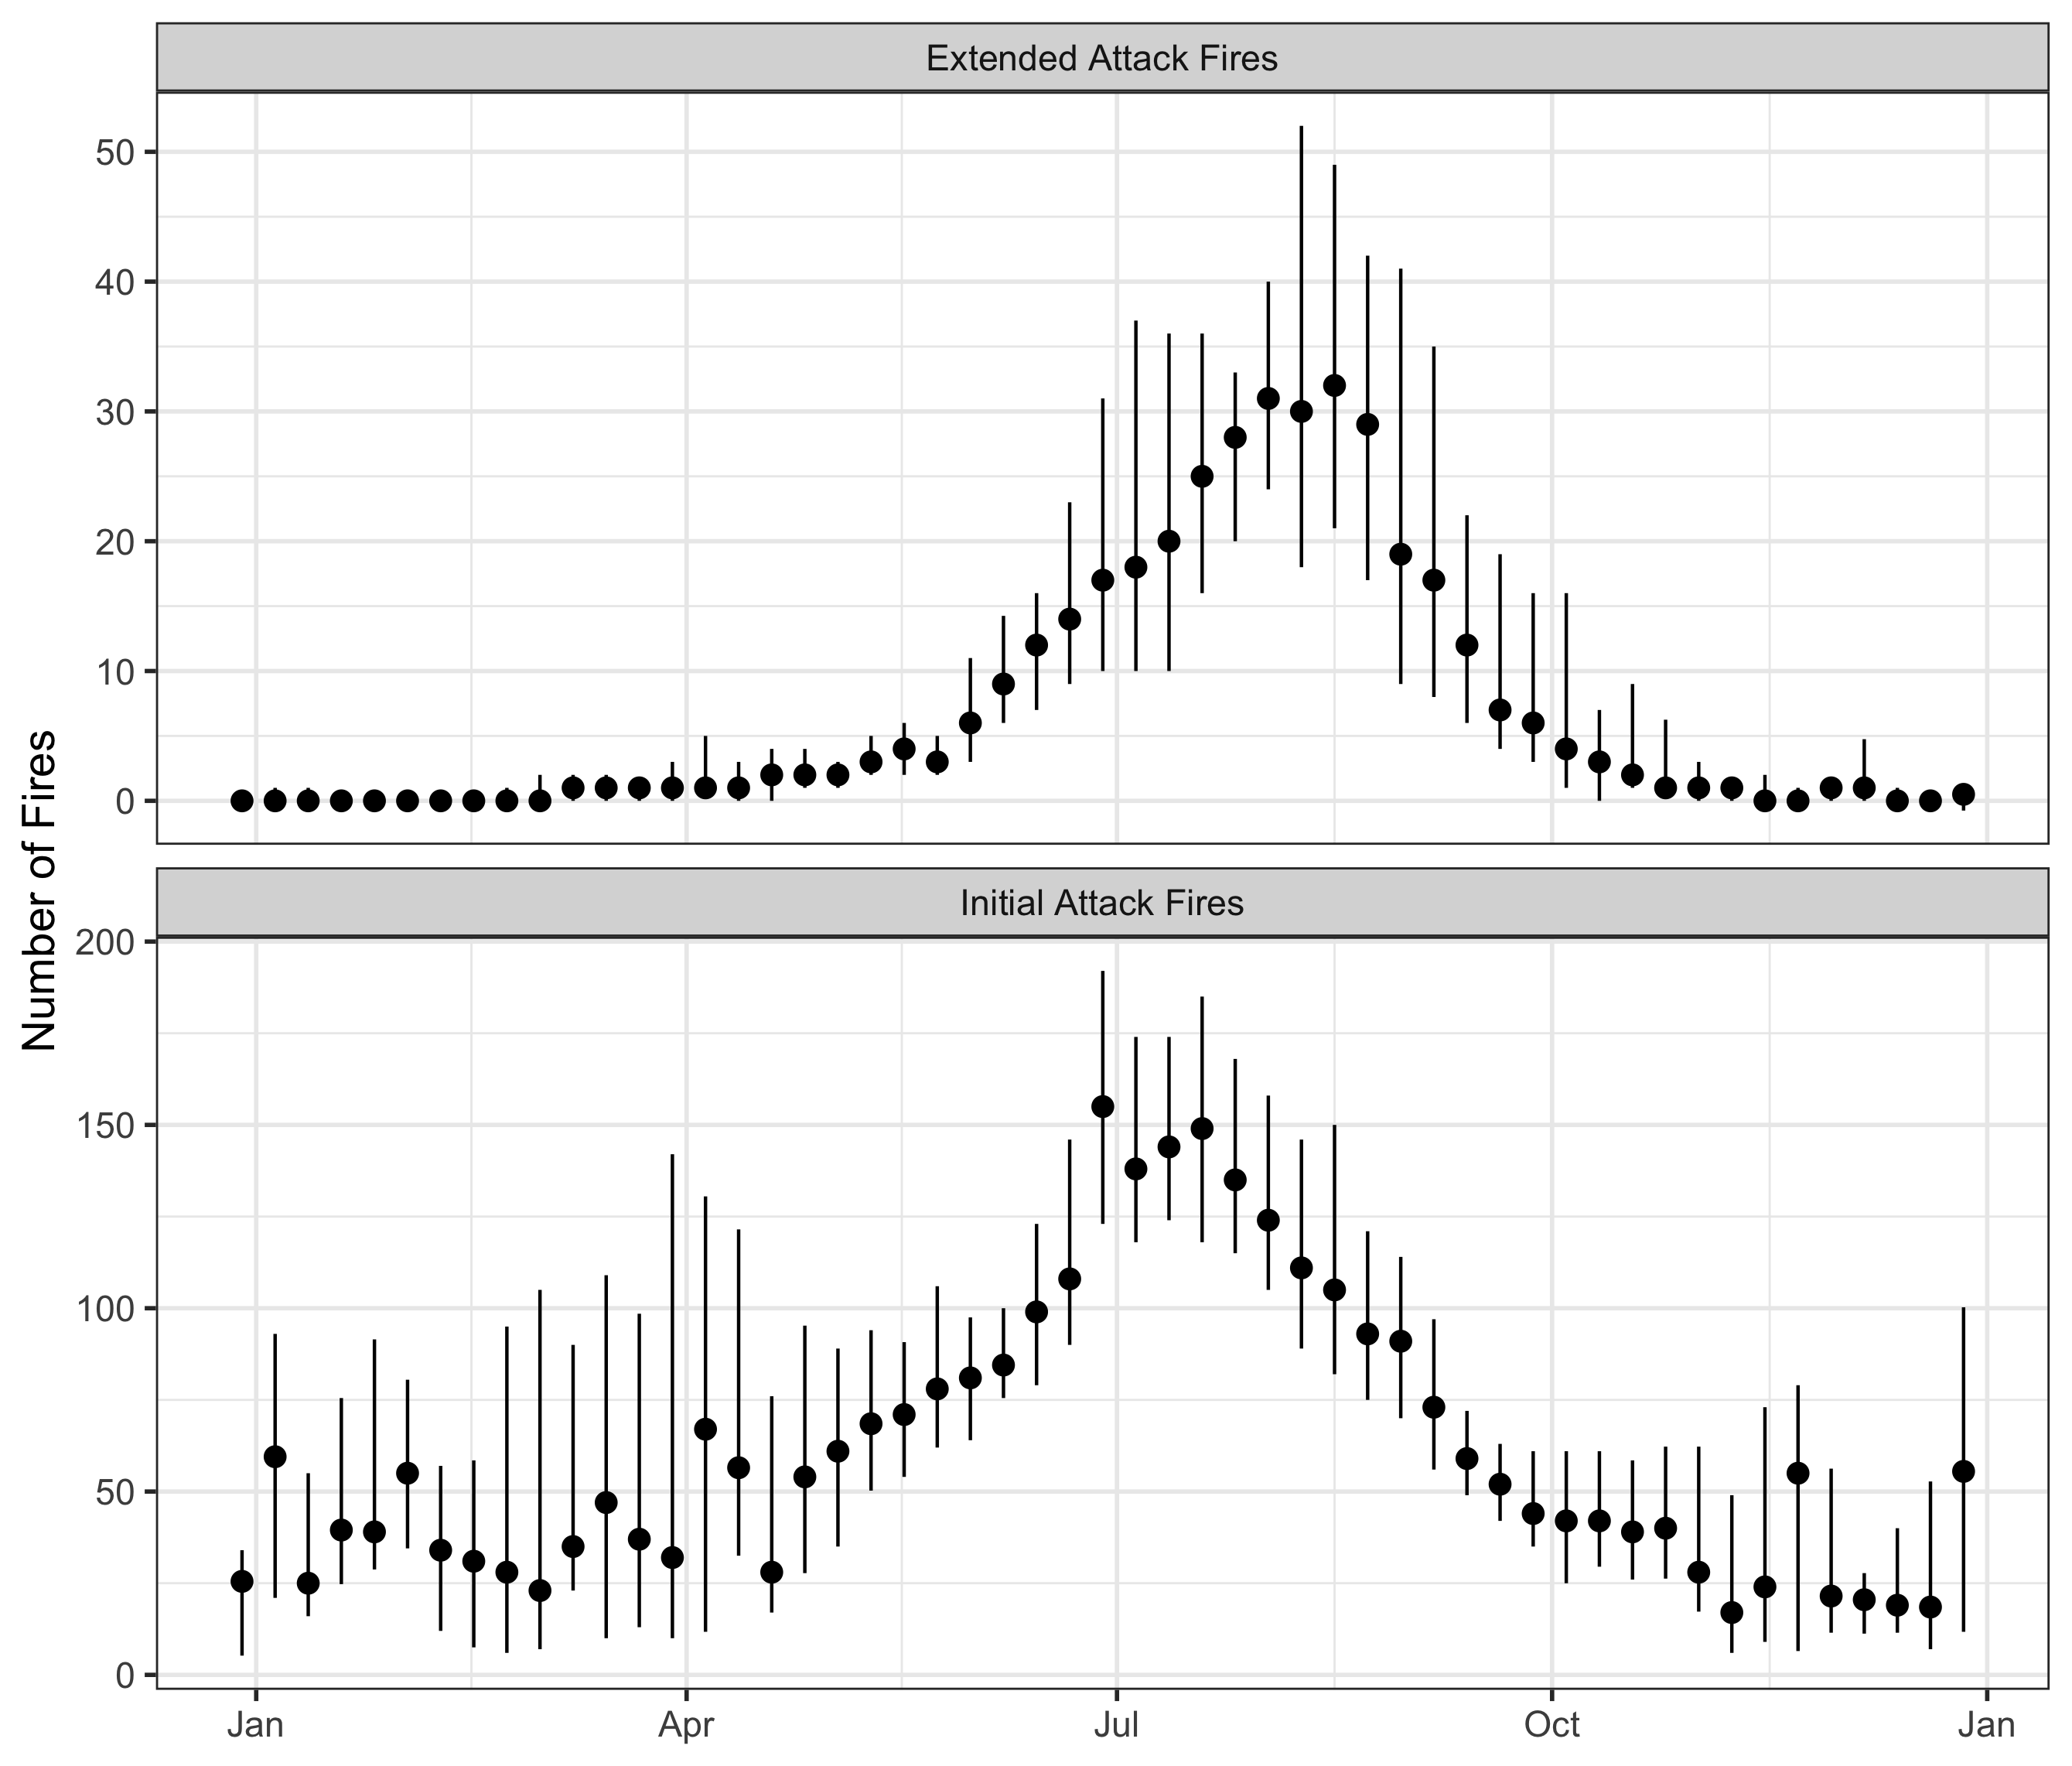 Extended Attack Fires
50
40
30
20
10
0
Number of Fires
Initial Attack Fires
200
150
100
50
0
Jan Apr Jul Oct Jan